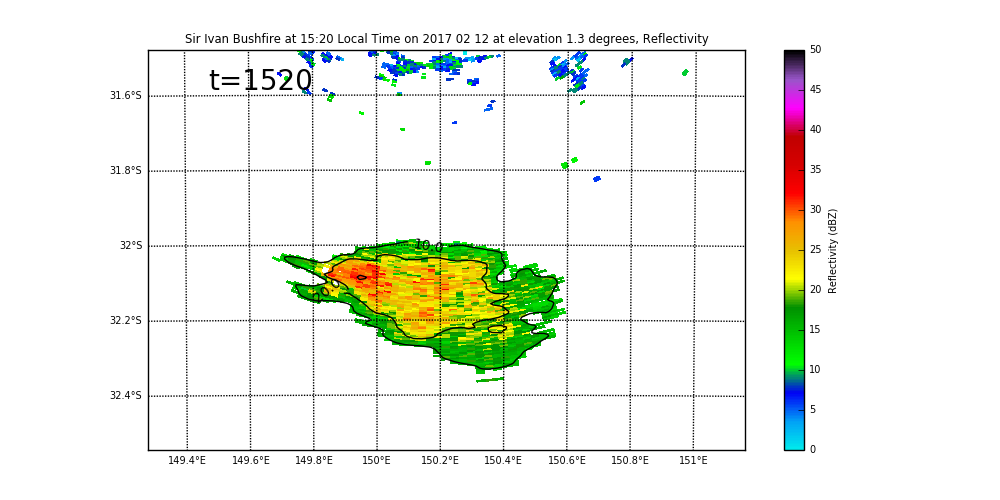 Sir Ivan Bushfire at 15:20 Local Time on 2017 02 12 at elevation 1.3 degrees, Reflectivity
t=1520
31.6°S
31.8°S
32°S
32.2°S
32.4°S
10.0
149.4°E 149.6°E 149.8°E 150°E 150.2°E 150.4°E 150.6°E 150.8°E 151°E
50
45
40
35
30
25
20
15
10
5
0
Reflectivity (dBZ)